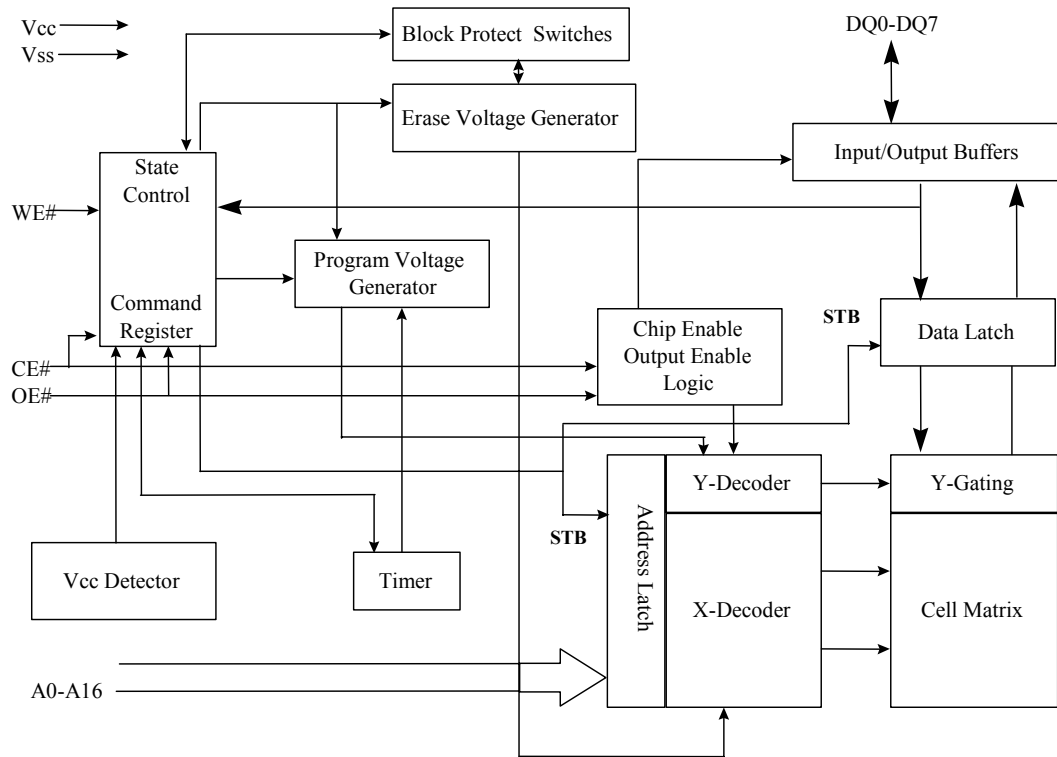 Vcc
Vss
Block Protect Switches
DQ0-DQ7
Erase Voltage Generator
Input/Output Buffers
State
Control
WE#
Program Voltage
Generator
Command
Register
Chip Enable
Output Enable
Logic
STB
Data Latch
CE#
OE#
Address Latch
Y-Decoder
Y-Gating
STB
Vcc Detector
Timer
X-Decoder
Cell Matrix
A0-A16